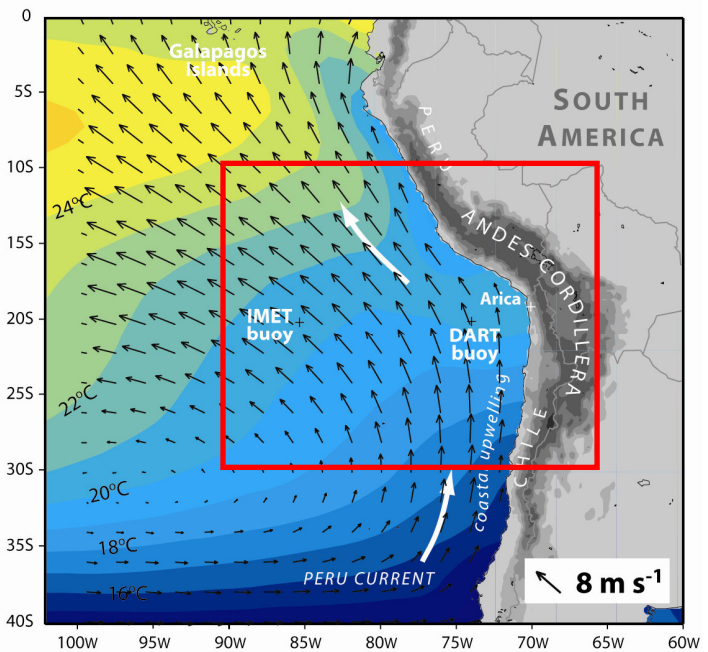 0
5S
10S
15S
20S
25S
30S
35S
40S
100W
95W
90W
85W
80W
75W
70W
65W
60W
Galapagos
Islands
SOUTH
AMERICA
PERU
ANDES CORDILLERA
CHILE
Arica
IMET
buoy
DART
buoy
coastal upwelling
PERU CURRENT
24°C
22°C
20°C
18°C
16°C
8 m s-1